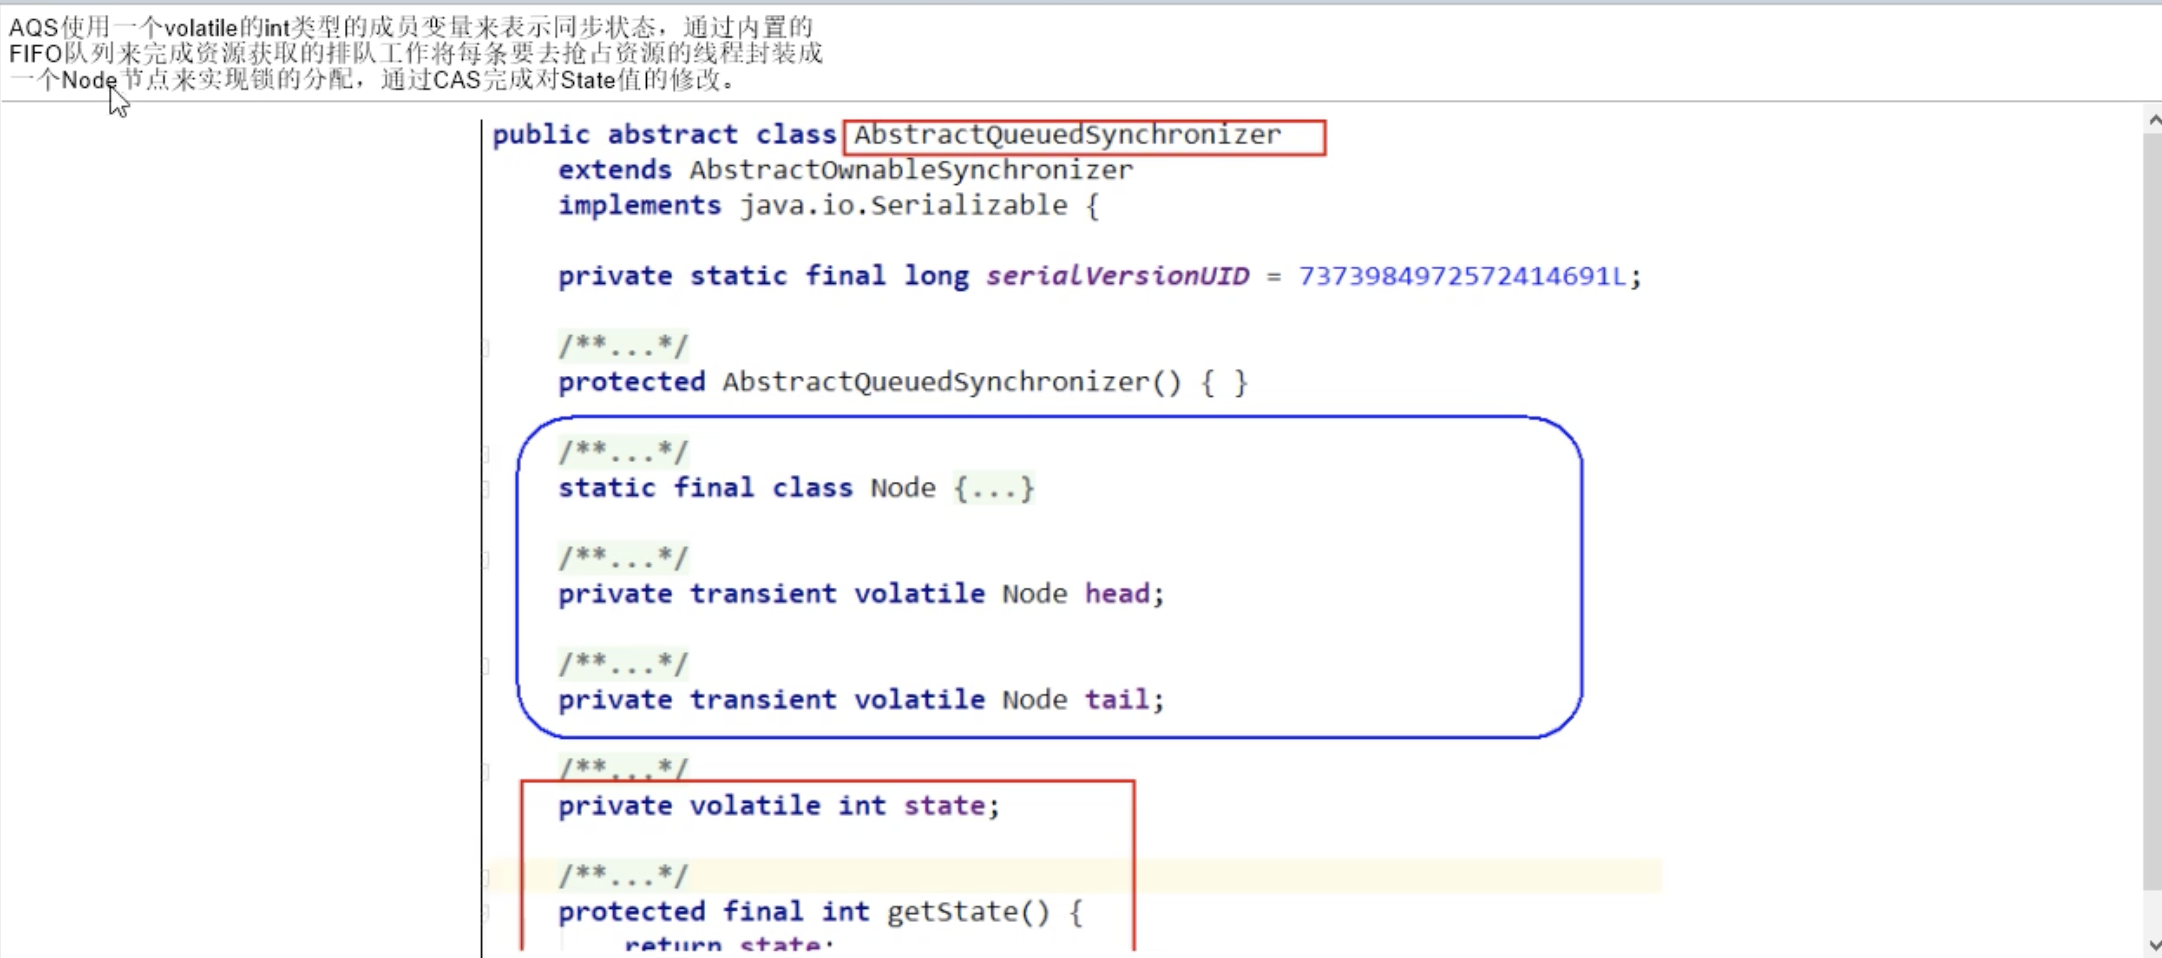 AQS使用一个volatile的int类型的成员变量来表示同步状态，通过内置的
FIFO队列来完成资源获取的排队工作将每条要去抢占资源的线程封装成
一个Node节点来实现锁的分配，通过CAS完成对State值的修改。
public abstract class AbstractQueuedSynchronizer
extends AbstractOwnableSynchronizer
implements java.io.Serializable {
private static final long serialVersionUID = 7373984972572414691L;
/**...*/
protected AbstractQueuedSynchronizer() { }
/**...*/
static final class Node {...}
/**...*/
private transient volatile Node head;
/**...*/
private transient volatile Node tail;
/**...*/
private volatile int state;
/**...*/
protected final int getState() {
return state;